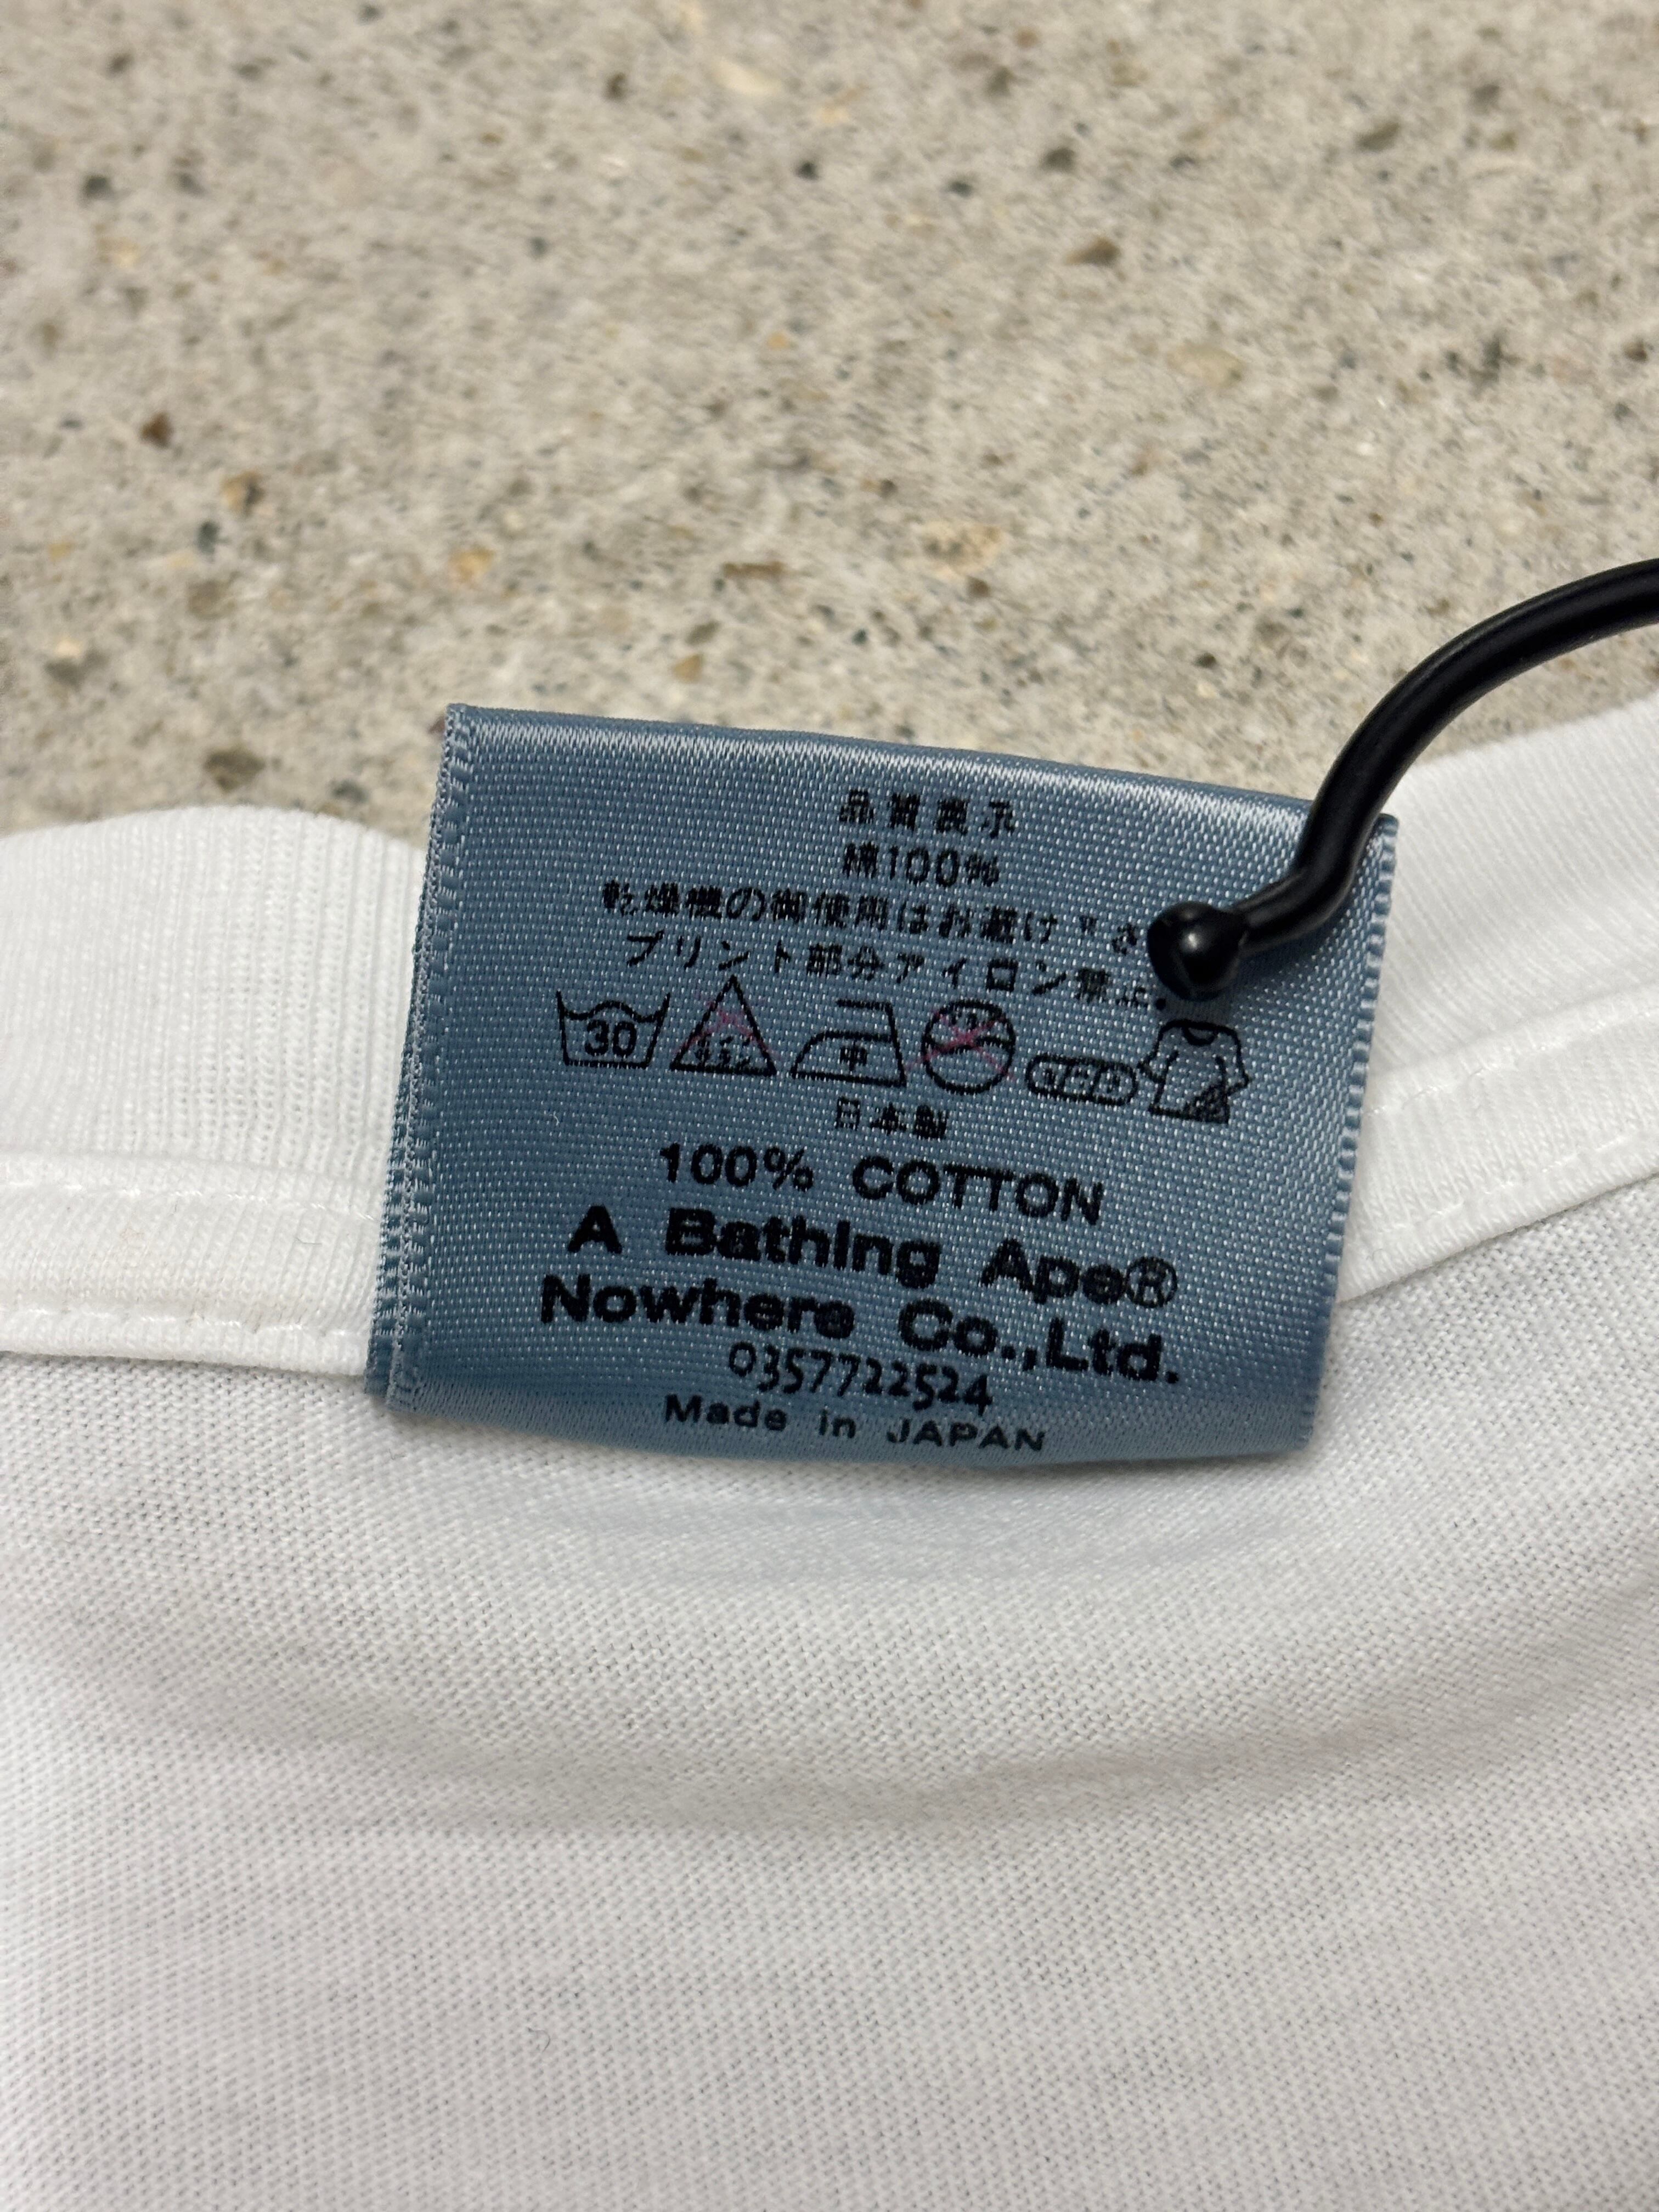 品質表示
綿100%
乾燥機の御使用はお避け下さ
プリント部分アイロン禁止.
30 中
日本製
100% COTTON
A Bathing Ape®
Nowhere Co.,Ltd.
0357722524
Made in JAPAN